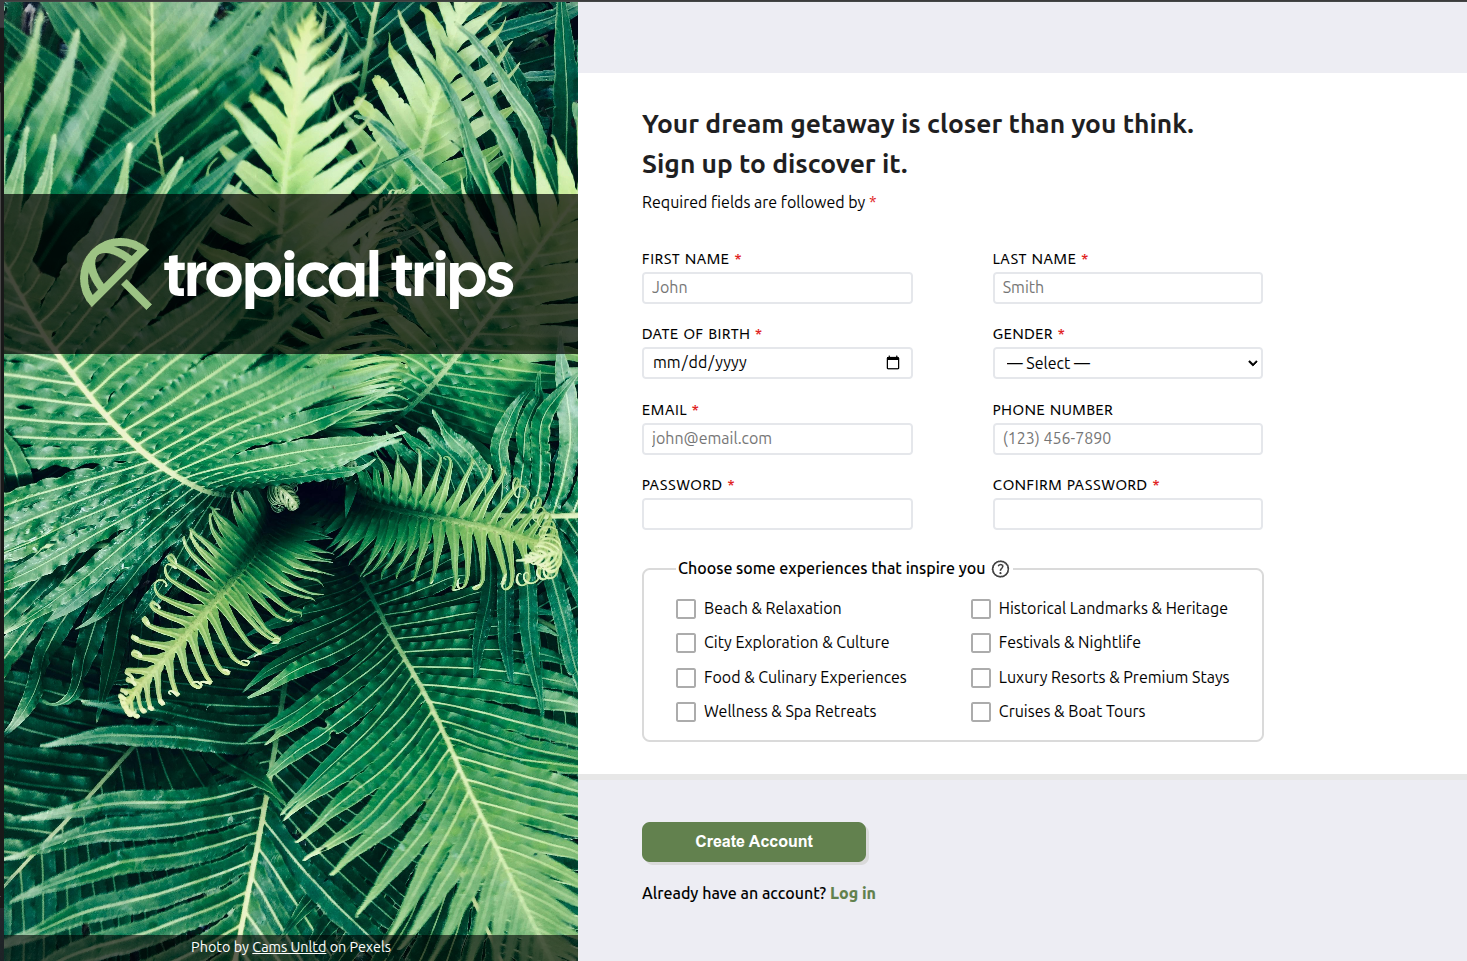 tropical trips
Photo by Cams Unltd on Pexels
Your dream getaway is closer than you think.
Sign up to discover it.
Required fields are followed by *
FIRST NAME *
John
LAST NAME *
Smith
DATE OF BIRTH *
mm/dd/yyyy
GENDER *
— Select —
EMAIL *
john@email.com
PHONE NUMBER
(123) 456-7890
PASSWORD *
CONFIRM PASSWORD *
Choose some experiences that inspire you ?
Beach & Relaxation
Historical Landmarks & Heritage
City Exploration & Culture
Festivals & Nightlife
Food & Culinary Experiences
Luxury Resorts & Premium Stays
Wellness & Spa Retreats
Cruises & Boat Tours
Create Account
Already have an account? Log in